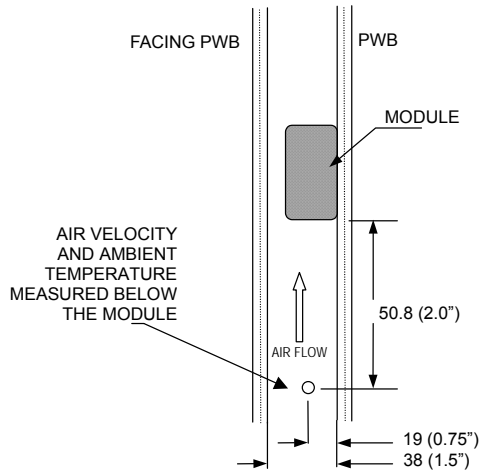 FACING PWB
PWB
MODULE
AIR VELOCITY
AND AMBIENT
TEMPERATURE
MEASURED BELOW
THE MODULE
50.8 (2.0”)
AIR FLOW
19 (0.75”)
38 (1.5”)